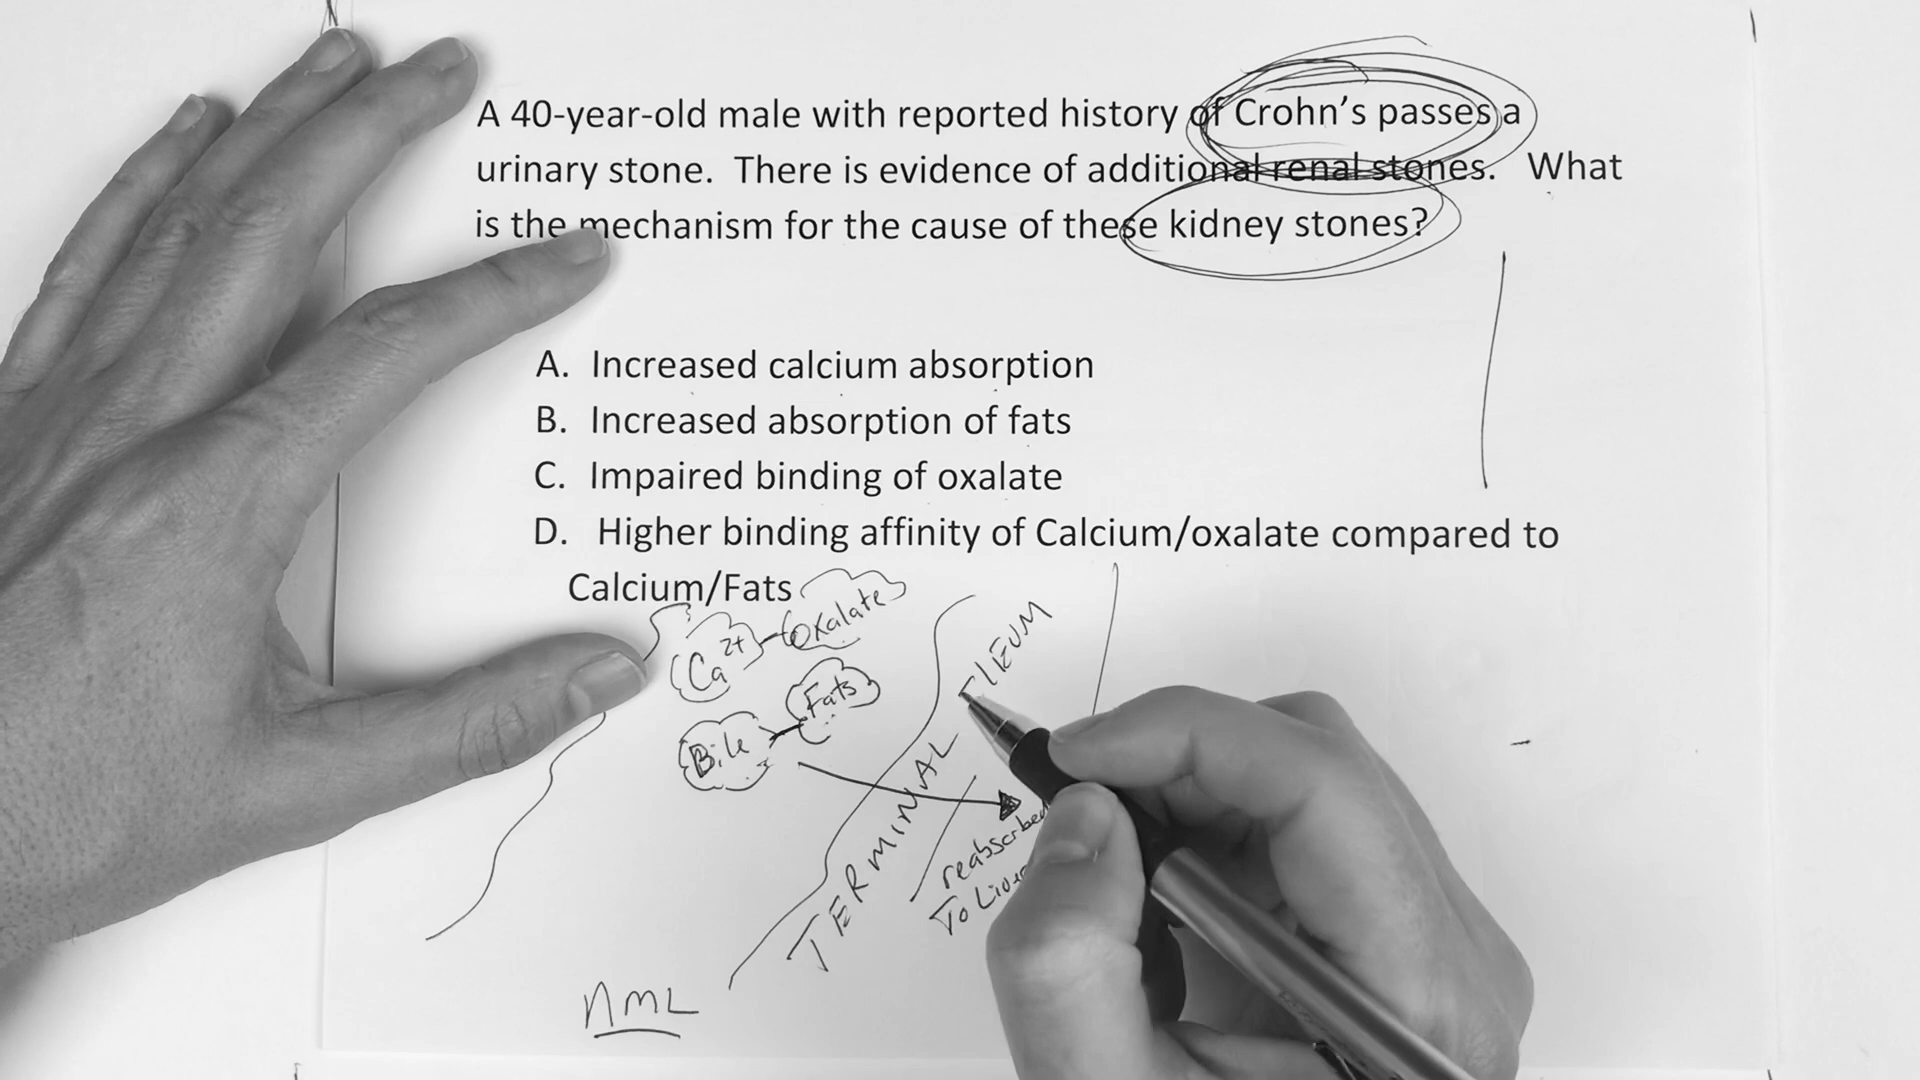 A 40-year-old male with reported history of Crohn's passes a
urinary stone. There is evidence of additional renal stones. What
is the mechanism for the cause of these kidney stones?
A. Increased calcium absorption
B. Increased absorption of fats
C. Impaired binding of oxalate
D. Higher binding affinity of Calcium/oxalate compared to
Calcium/Fats
Ca2+ - Oxalate
Bile - Fats
TERMINAL ILEUM
reabsorbed
To
NML